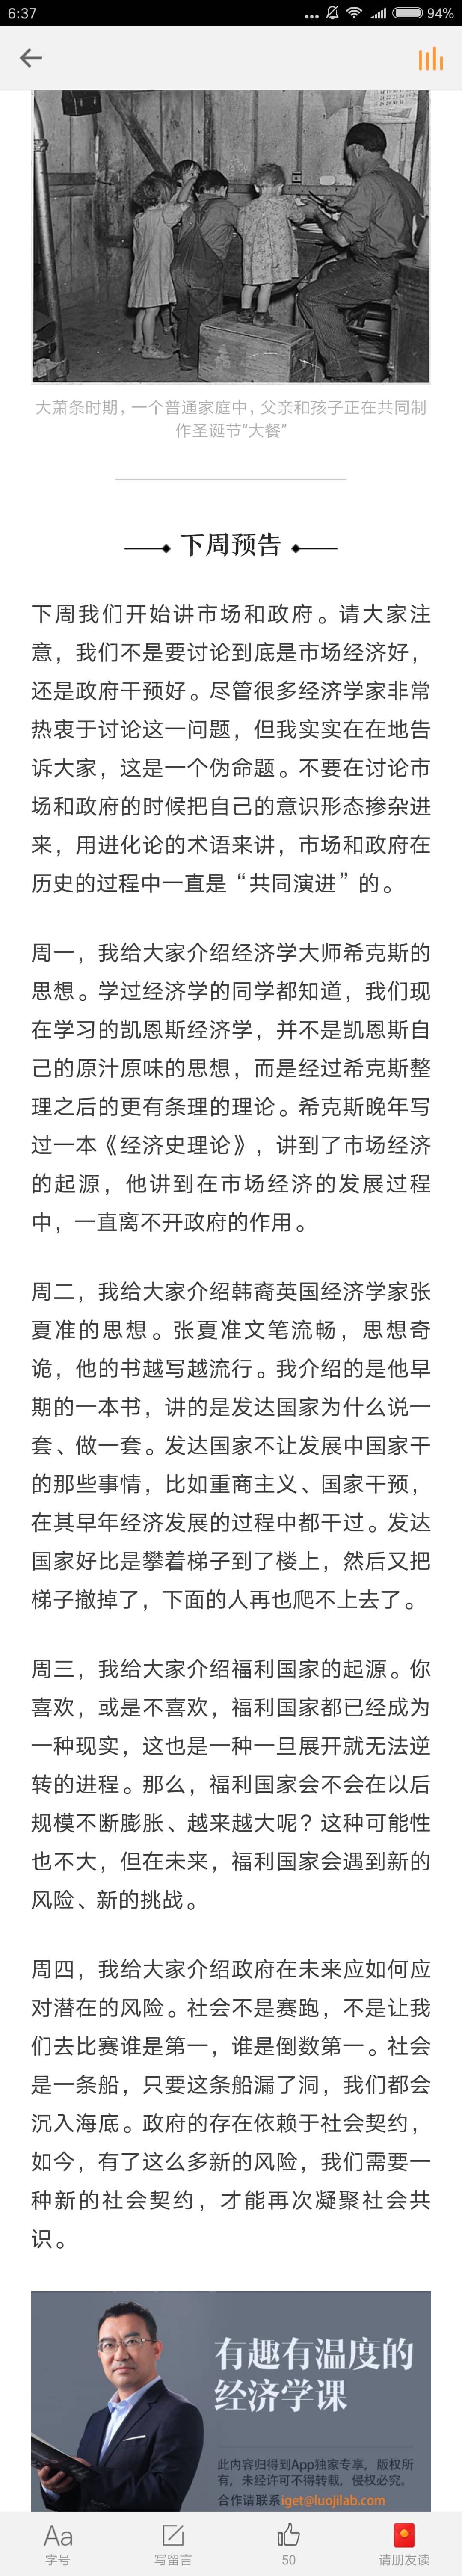 6:37
94%
大萧条时期，一个普通家庭中，父亲和孩子正在共同制
作圣诞节“大餐”
下周预告
下周我们开始讲市场和政府。请大家注
意，我们不是要讨论到底是市场经济好，
还是政府干预好。尽管很多经济学家非常
热衷于讨论这一问题，但我实实在在地告
诉大家，这是一个伪命题。不要在讨论市
场和政府的时候把自己的意识形态掺杂进
来，用进化论的术语来讲，市场和政府在
历史的过程中一直是“共同演进”的。
周一，我给大家介绍经济学大师希克斯的
思想。学过经济学的同学都知道，我们现
在学习的凯恩斯经济学，并不是凯恩斯自
己的原汁原味的思想，而是经过希克斯整
理之后的更有条理的理论。希克斯晚年写
过一本《经济史理论》，讲到了市场经济
的起源，他讲到在市场经济的发展过程
中，一直离不开政府的作用。
周二，我给大家介绍韩裔英国经济学家张
夏准的思想。张夏准文笔流畅，思想奇
诡，他的书越写越流行。我介绍的是他早
期的一本书，讲的是发达国家为什么说一
套、做一套。发达国家不让发展中国家干
的那些事情，比如重商主义、国家干预，
在其早年经济发展的过程中都干过。发达
国家好比是攀着梯子到了楼上，然后又把
梯子撤掉了，下面的人再也爬不上去了。
周三，我给大家介绍福利国家的起源。你
喜欢，或是不喜欢，福利国家都已经成为
一种现实，这也是一种一旦展开就无法逆
转的进程。那么，福利国家会不会在以后
规模不断膨胀、越来越大呢？这种可能性
也不大，但在未来，福利国家会遇到新的
风险、新的挑战。
周四，我给大家介绍政府在未来应如何应
对潜在的风险。社会不是赛跑，不是让我
们去比赛谁是第一，谁是倒数第一。社会
是一条船，只要这条船漏了洞，我们都会
沉入海底。政府的存在依赖于社会契约，
如今，有了这么多新的风险，我们需要一
种新的社会契约，才能再次凝聚社会共
识。
有趣有温度的
经济学课
此内容归得到App独家专享，版权所
有，未经许可不得转载，侵权必究。
合作请联系iget@luojilab.com
Aa
字号
写留言
50
请朋友读